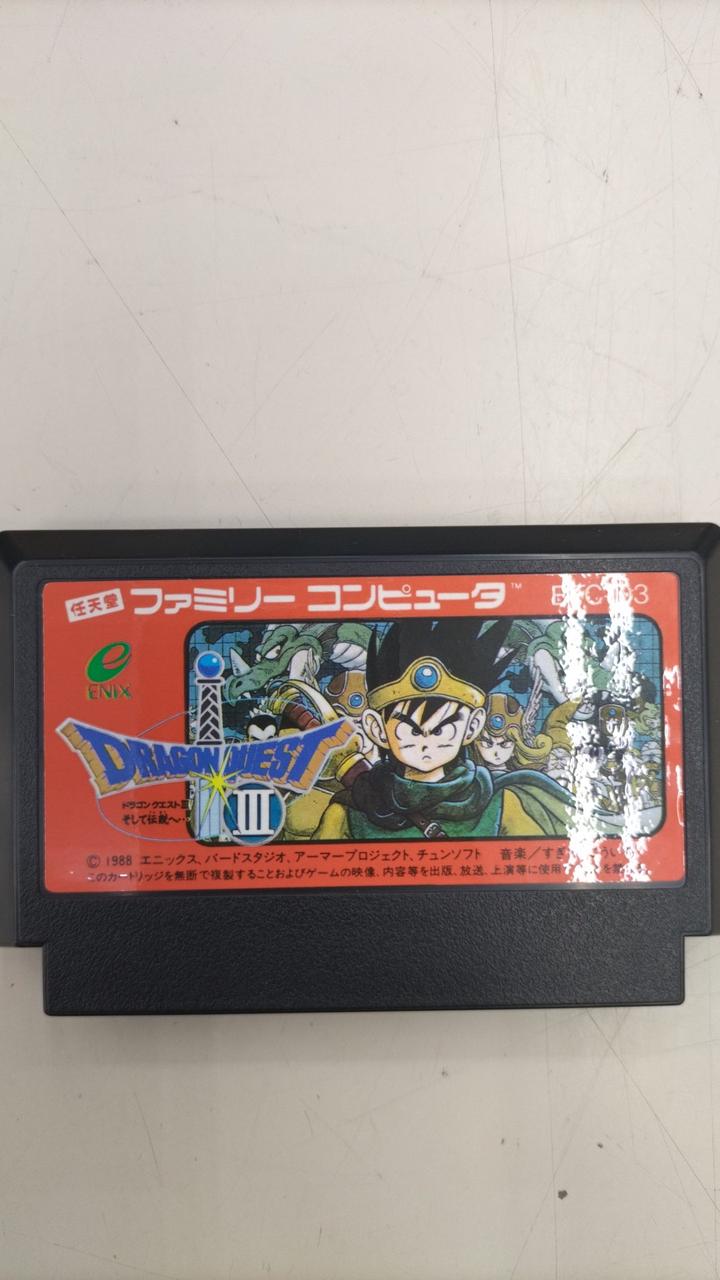 任天堂 ファミリー コンピュータ™
ENIX
DRAGON QUEST
III
ドラゴンクエストIII
そして伝説へ…
© 1988 エニックス、バードスタジオ、アーマープロジェクト、チュンソフト 音楽/すぎ
このカートリッジを無断で複製することおよびゲームの映像、内容等を出版、放送、上演等に使用